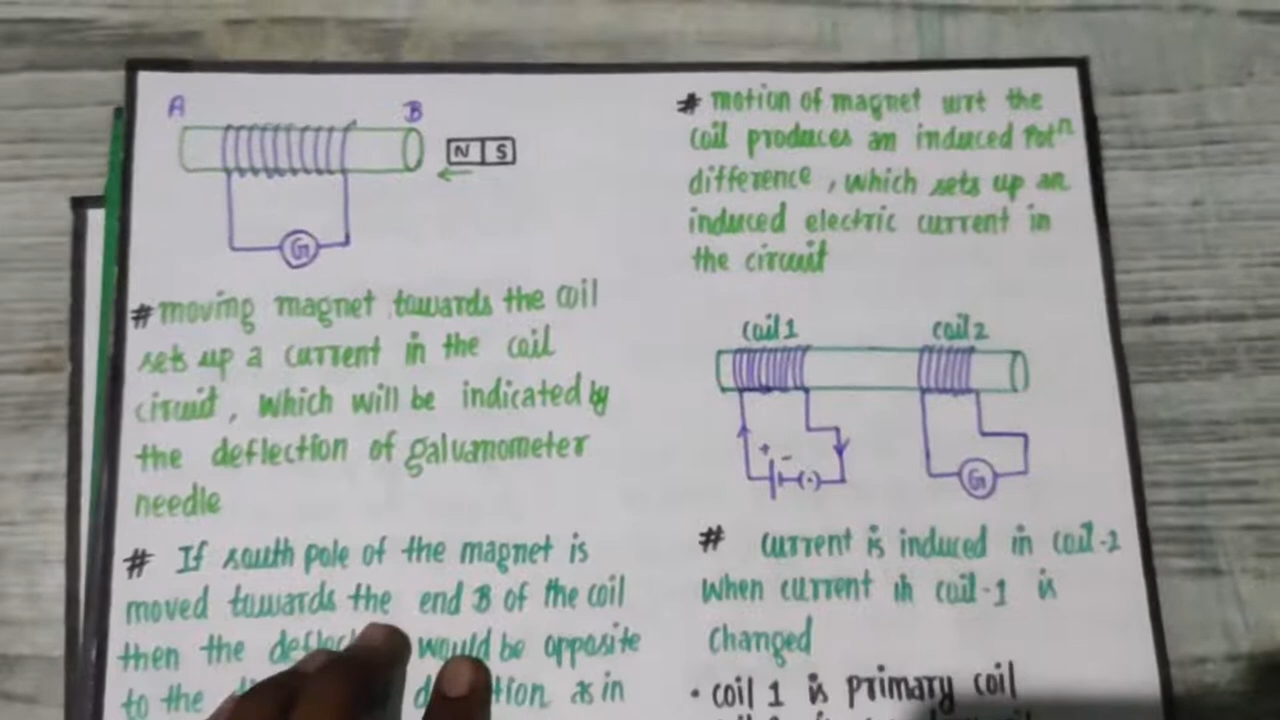 A
B
N S
G
# moving magnet towards the coil
sets up a current in the coil
circuit, which will be indicated by
the deflection of galvanometer
needle
# If south pole of the magnet is
moved towards the end B of the coil
then the would be opposite
to the as in
# motion of magnet wrt the
coil produces an induced Potⁿ
difference, which sets up an
induced electric current in
the circuit
coil 1 coil 2
+ -
G
# current is induced in coil-2
when current in coil-1 is
changed
• coil 1 is primary coil